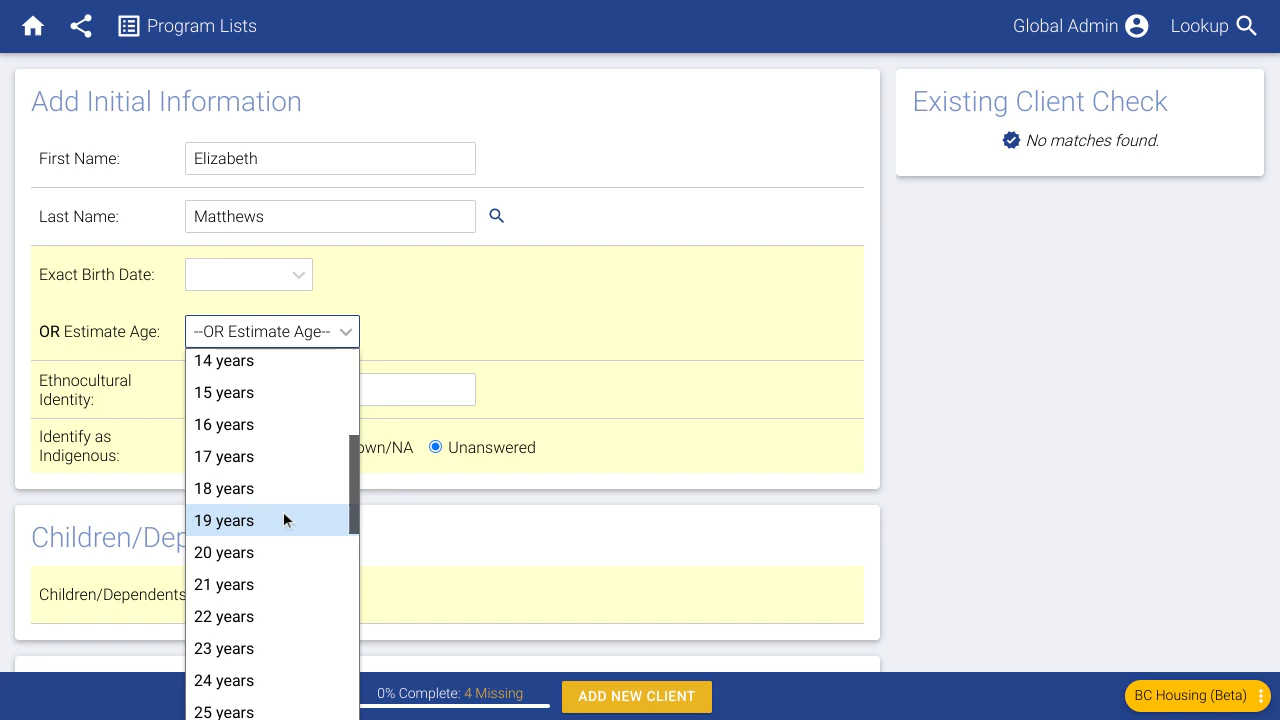 Program Lists
Global Admin
Lookup
Add Initial Information
First Name:
Elizabeth
Last Name:
Matthews
Exact Birth Date:
OR Estimate Age:
--OR Estimate Age--
14 years
15 years
16 years
17 years
18 years
19 years
20 years
21 years
22 years
23 years
24 years
25 years
Ethnocultural
Identity:
Identify as
Indigenous:
own/NA
Unanswered
Children/Dep
Children/Dependents
Existing Client Check
No matches found.
0% Complete: 4 Missing
ADD NEW CLIENT
BC Housing (Beta)